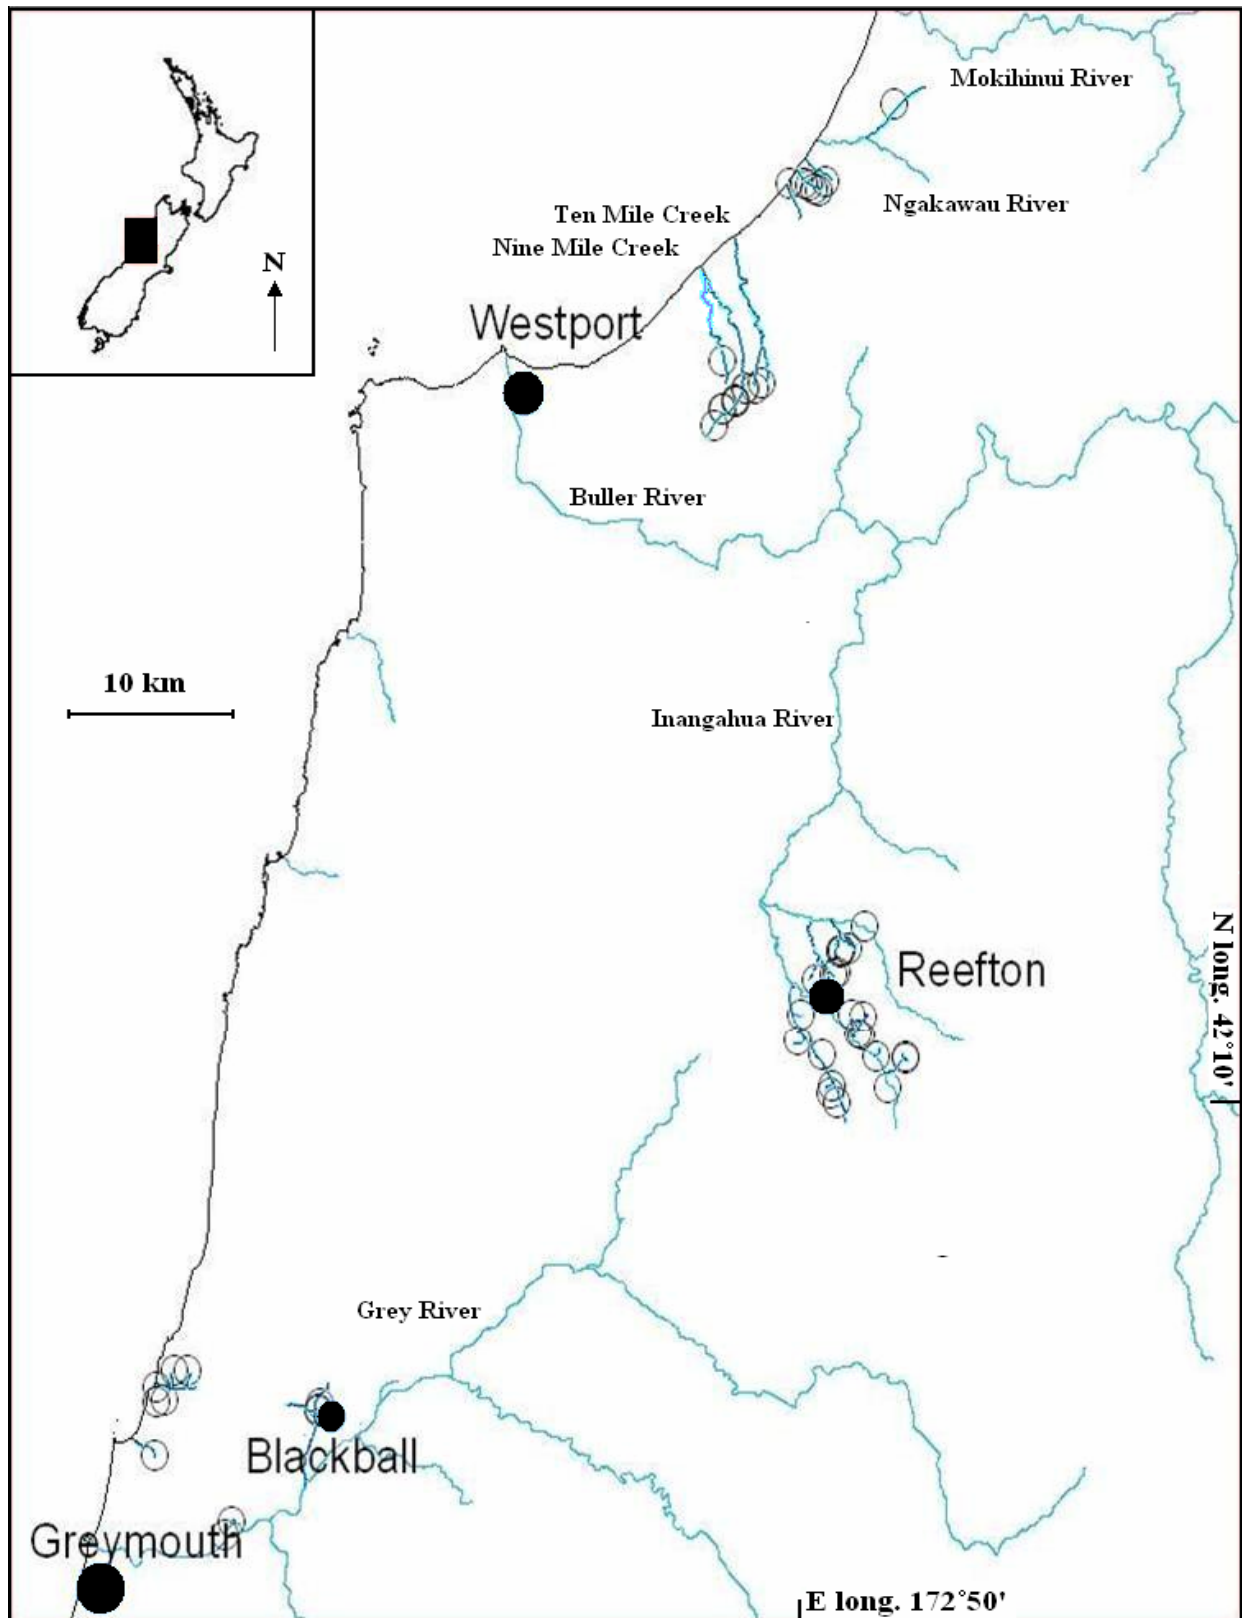 Mokihinui River
Ngakawau River
Ten Mile Creek
Nine Mile Creek
N
Westport
Buller River
10 km
Inangahua River
Reefton
N long. 42°10'
Grey River
Blackball
Greymouth
E long. 172°50'